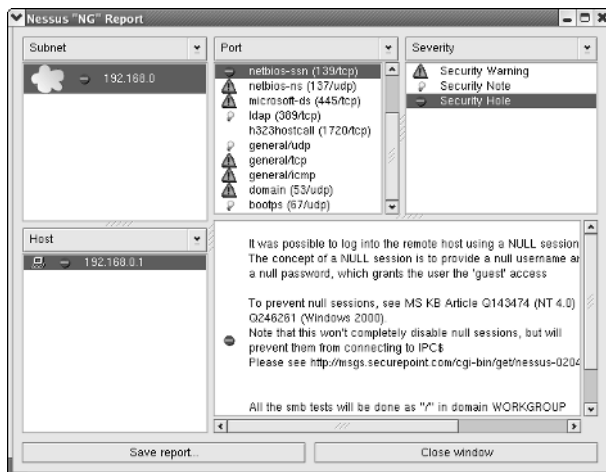 Nessus "NG" Report
Subnet
192.168.0
Port
netbios-ssn (139/tcp)
netbios-ns (137/udp)
microsoft-ds (445/tcp)
ldap (389/tcp)
h323hostcall (1720/tcp)
general/udp
general/tcp
general/icmp
domain (53/udp)
bootps (67/udp)
Severity
Security Warning
Security Note
Security Hole
Host
192.168.0.1
It was possible to log into the remote host using a NULL session
The concept of a NULL session is to provide a null username
a null password, which grants the user the 'guest' access
To prevent null sessions, see MS KB Article Q143474 (NT 4.0)
Q246261 (Windows 2000).
Note that this won't completely disable null sessions, but will
prevent them from connecting to IPC$
Please see http://msgs.securepoint.com/cgi-bin/get/nessus-0204
All the smb tests will be done as ''/'' in domain WORKGROUP
Save report...
Close window